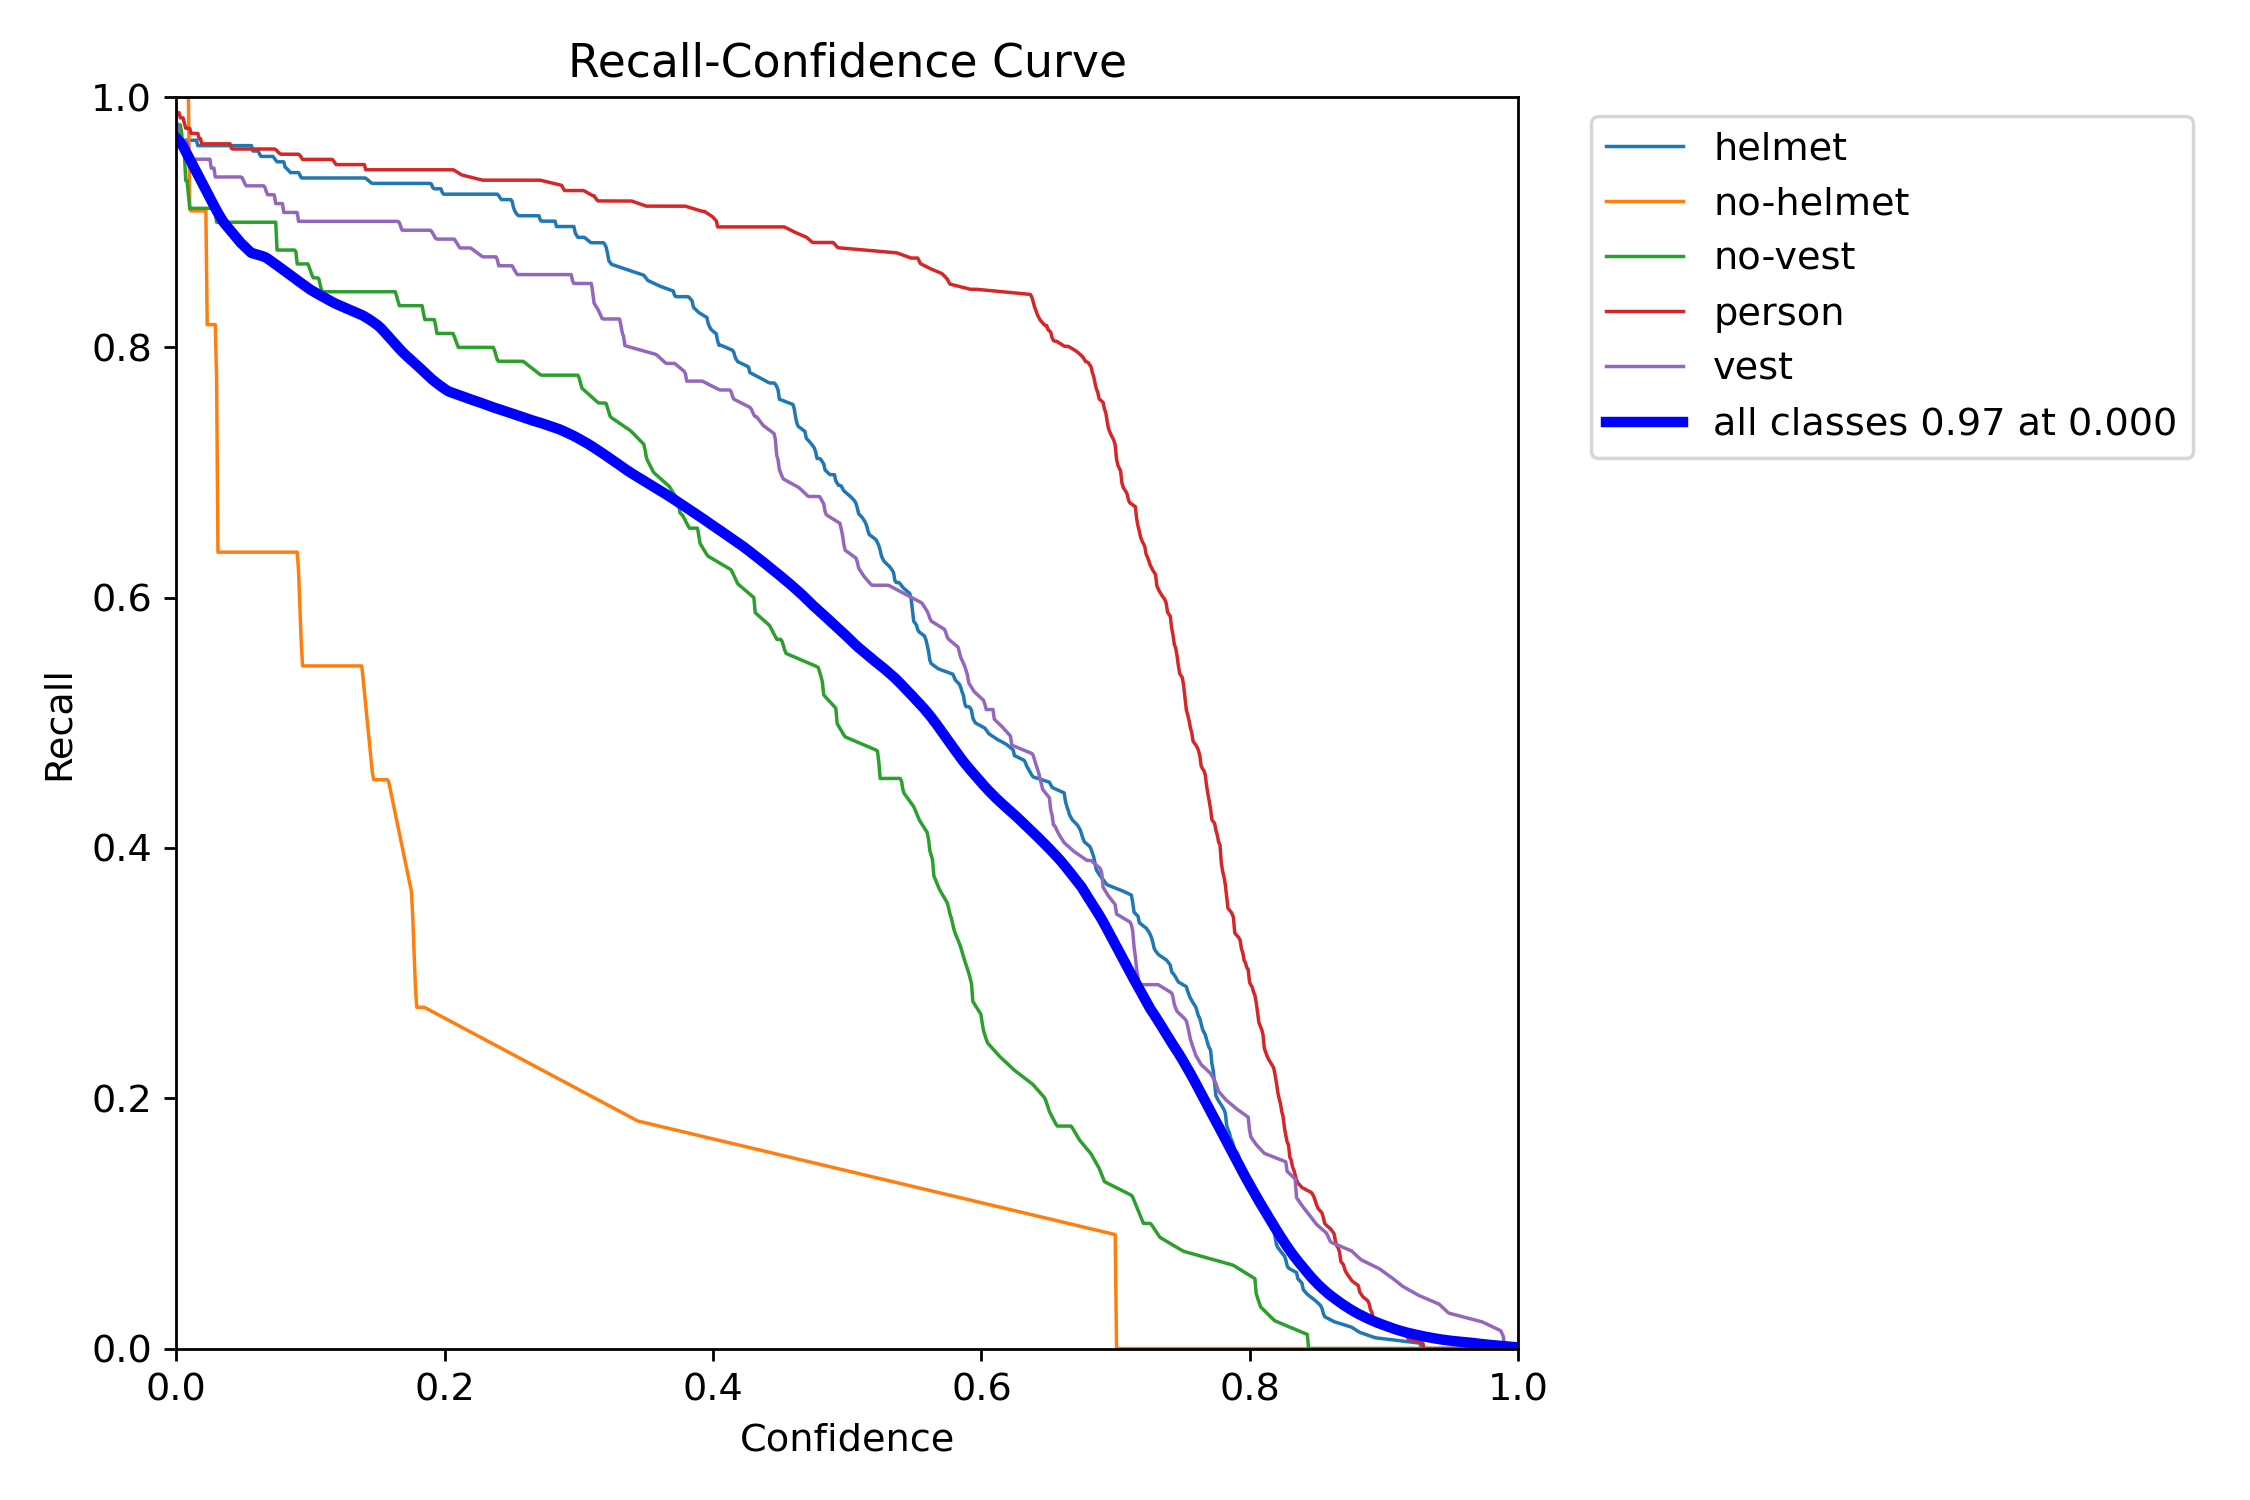 Recall-Confidence Curve
1.0
0.8
0.6
0.4
0.2
0.0
Recall
0.0 0.2 0.4 0.6 0.8 1.0
Confidence
helmet
no-helmet
no-vest
person
vest
all classes 0.97 at 0.000